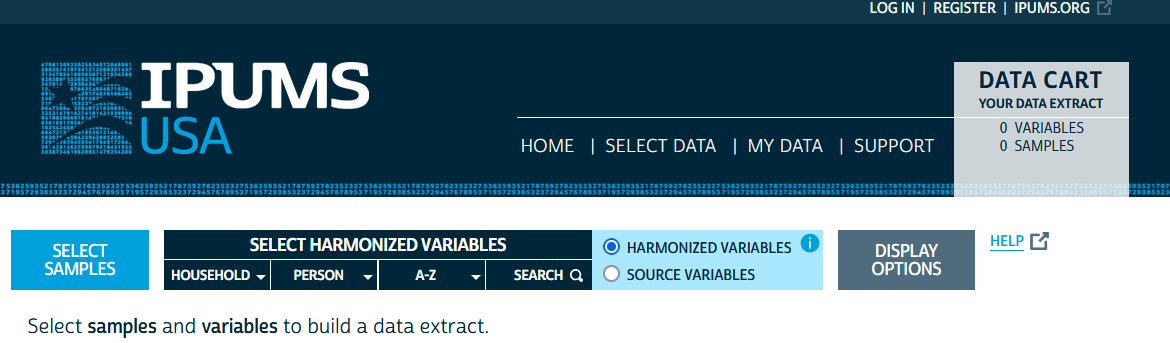 LOG IN | REGISTER | IPUMS.ORG
IPUMS
USA
DATA CART
YOUR DATA EXTRACT
0 VARIABLES
0 SAMPLES
HOME | SELECT DATA | MY DATA | SUPPORT
SELECT
SAMPLES
SELECT HARMONIZED VARIABLES
HOUSEHOLD PERSON A-Z SEARCH
HARMONIZED VARIABLES i
SOURCE VARIABLES
DISPLAY
OPTIONS
HELP
Select samples and variables to build a data extract.